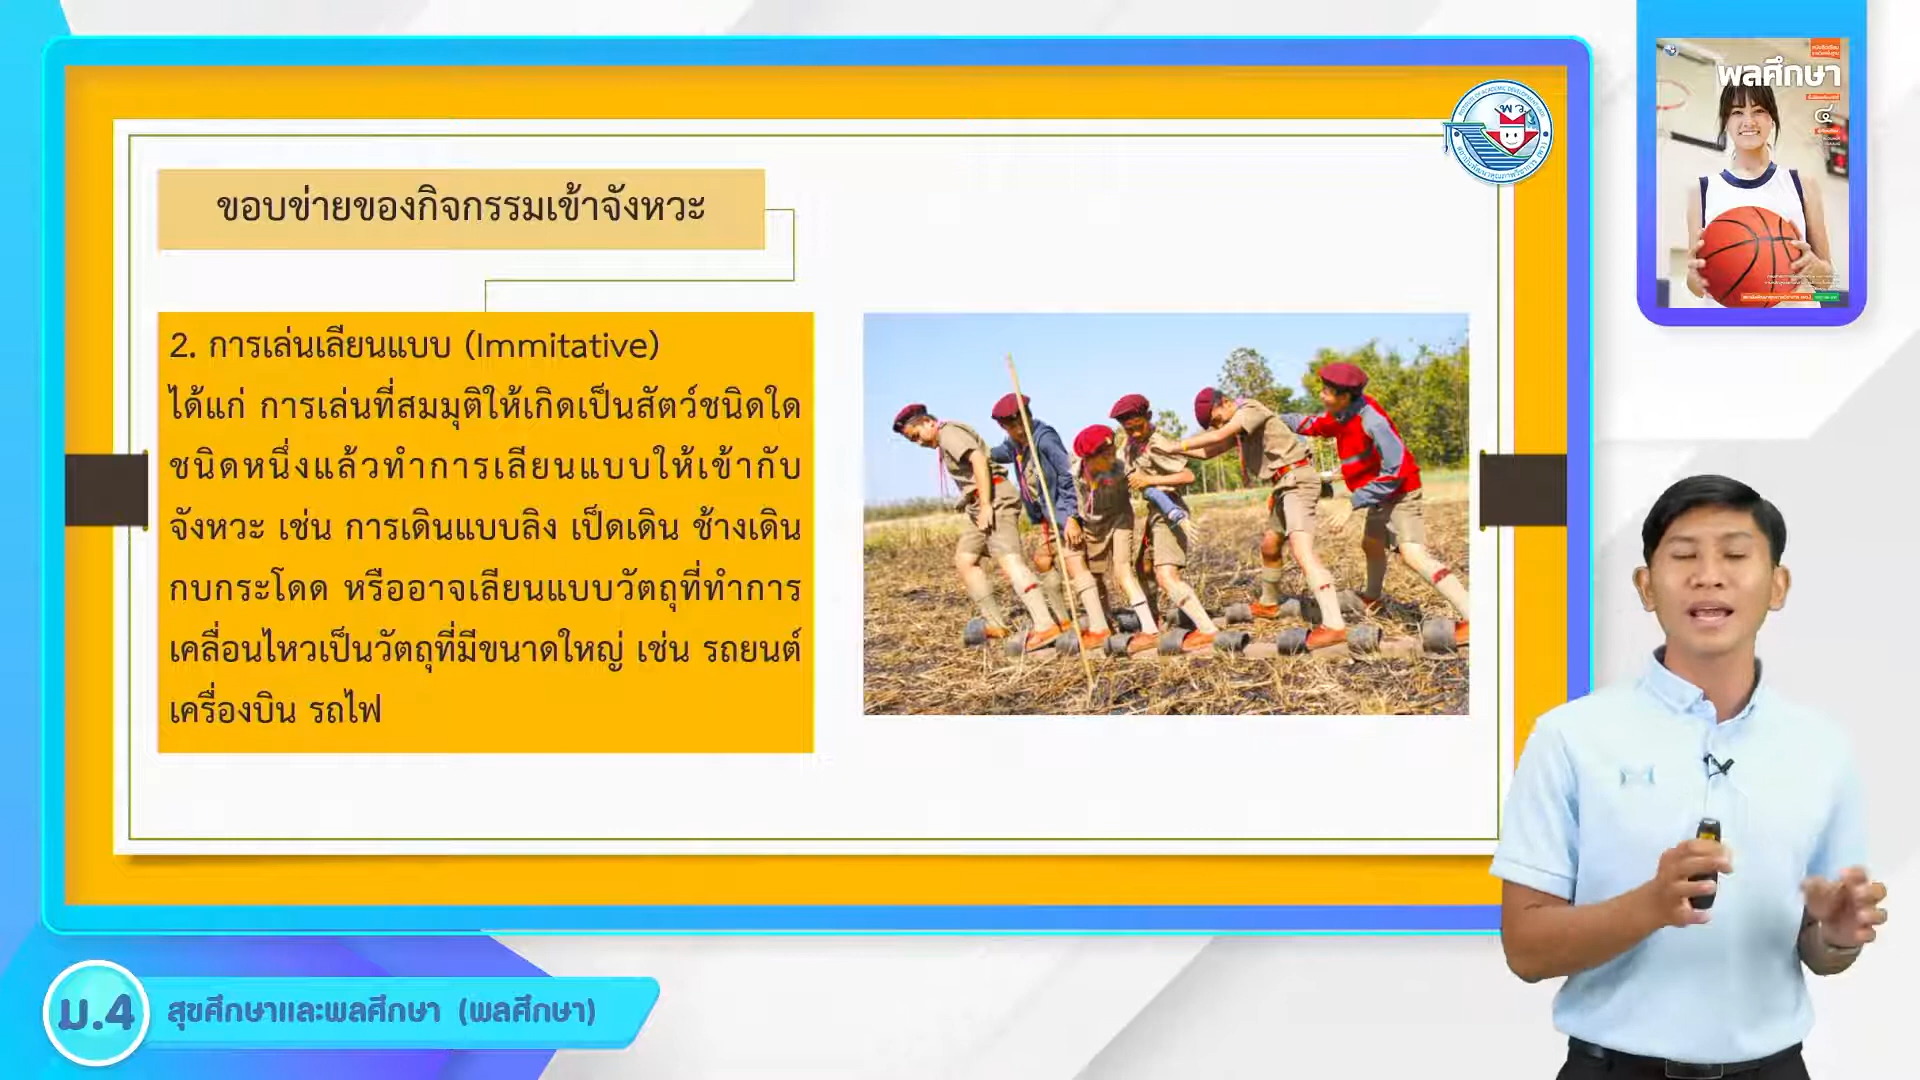 ขอบข่ายของกิจกรรมเข้าจังหวะ
2. การเล่นเลียนแบบ (Immitative)
ได้แก่ การเล่นที่สมมุติให้เกิดเป็นสัตว์ชนิดใด
ชนิดหนึ่งแล้วทำการเลียนแบบให้เข้ากับ
จังหวะ เช่น การเดินแบบลิง เป็ดเดิน ช้างเดิน
กบกระโดด หรืออาจเลียนแบบวัตถุที่ทำการ
เคลื่อนไหวเป็นวัตถุที่มีขนาดใหญ่ เช่น รถยนต์
เครื่องบิน รถไฟ
พว
พลศึกษา
๔
ม.4
สุขศึกษาและพลศึกษา (พลศึกษา)